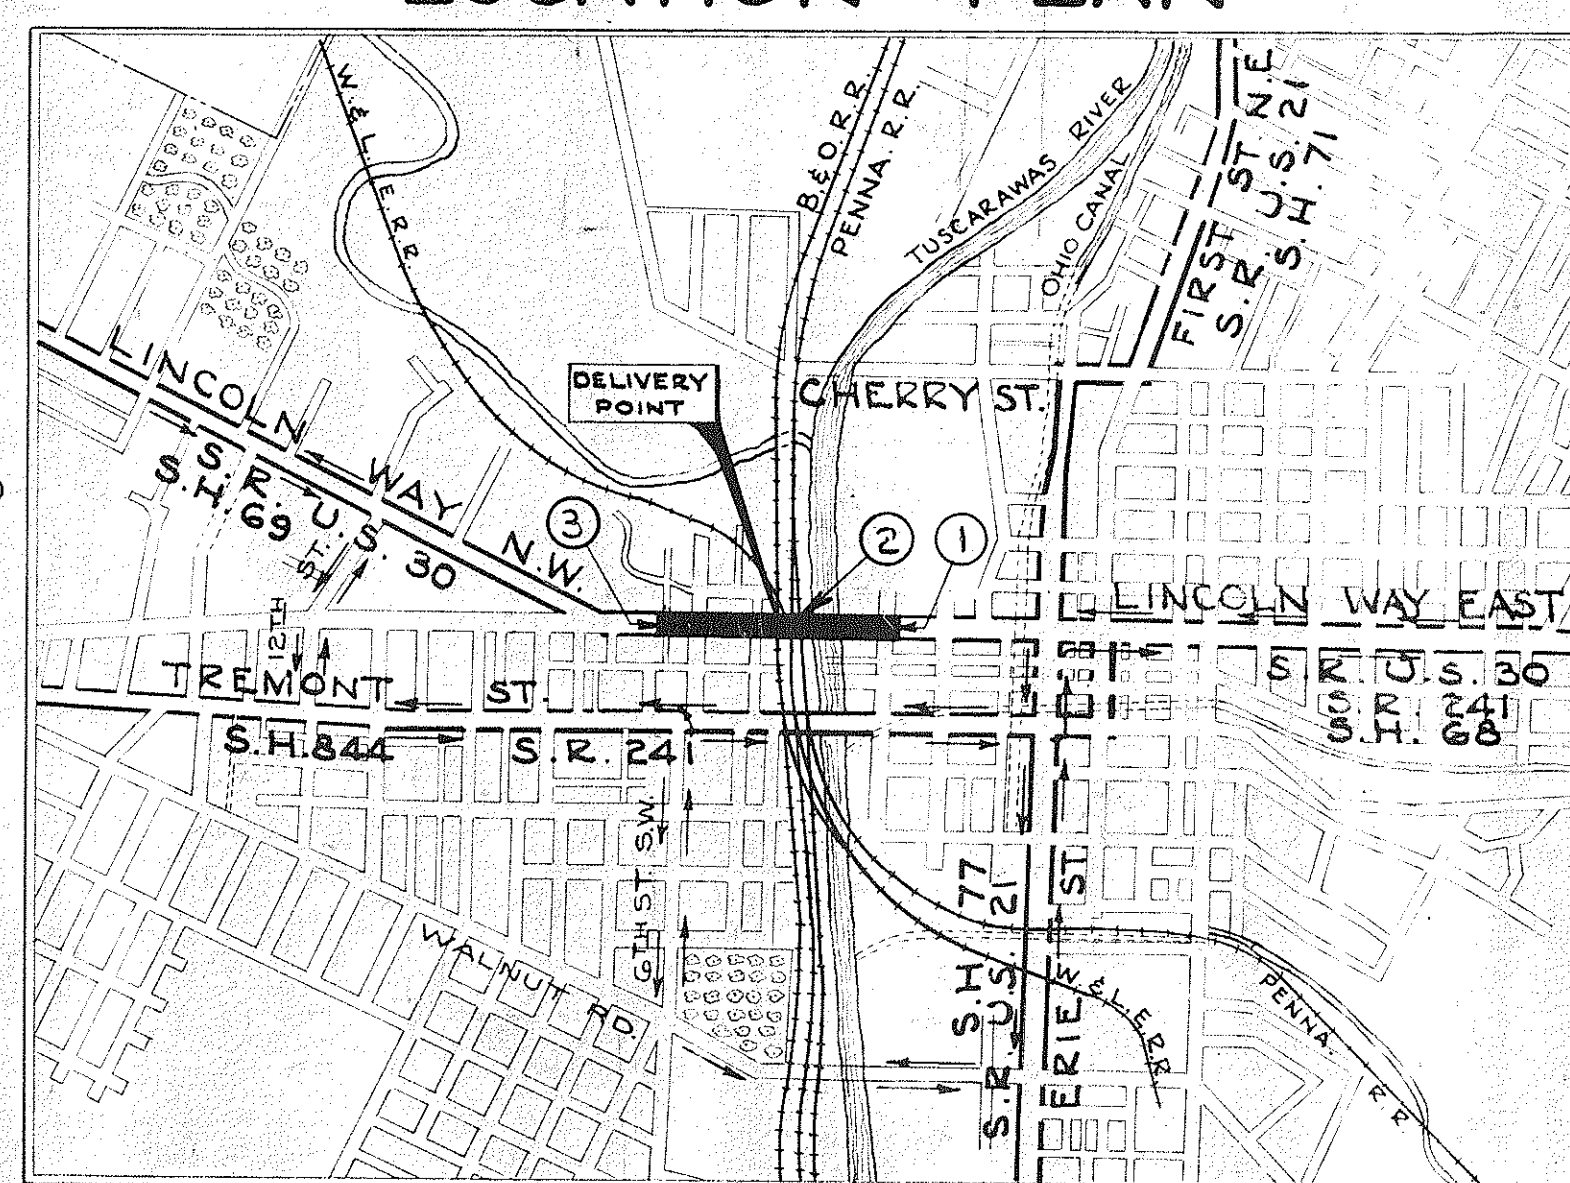 LOCATION PLAN
W. & L. E. R. R.
B. & O. R. R.
PENNA. R. R.
TUSCARAWAS RIVER
OHIO CANAL
FIRST ST. N.E.
S.R. U.S. 21
S.H. 71
LINCOLN WAY N.W.
S.R. U.S. 30
S.H. 69
DELIVERY
POINT
CHERRY ST.
3
2
1
ST.
12TH
LINCOLN WAY EAST
S.R. U.S. 30
S.R. 241
S.H. 68
TREMONT ST.
S.H. 844 S.R. 241
6TH ST. S.W.
WALNUT RD.
S.H 77
S.R. U.S. 21
ERIE ST
W. & L. E. R.R
PENNA. R R